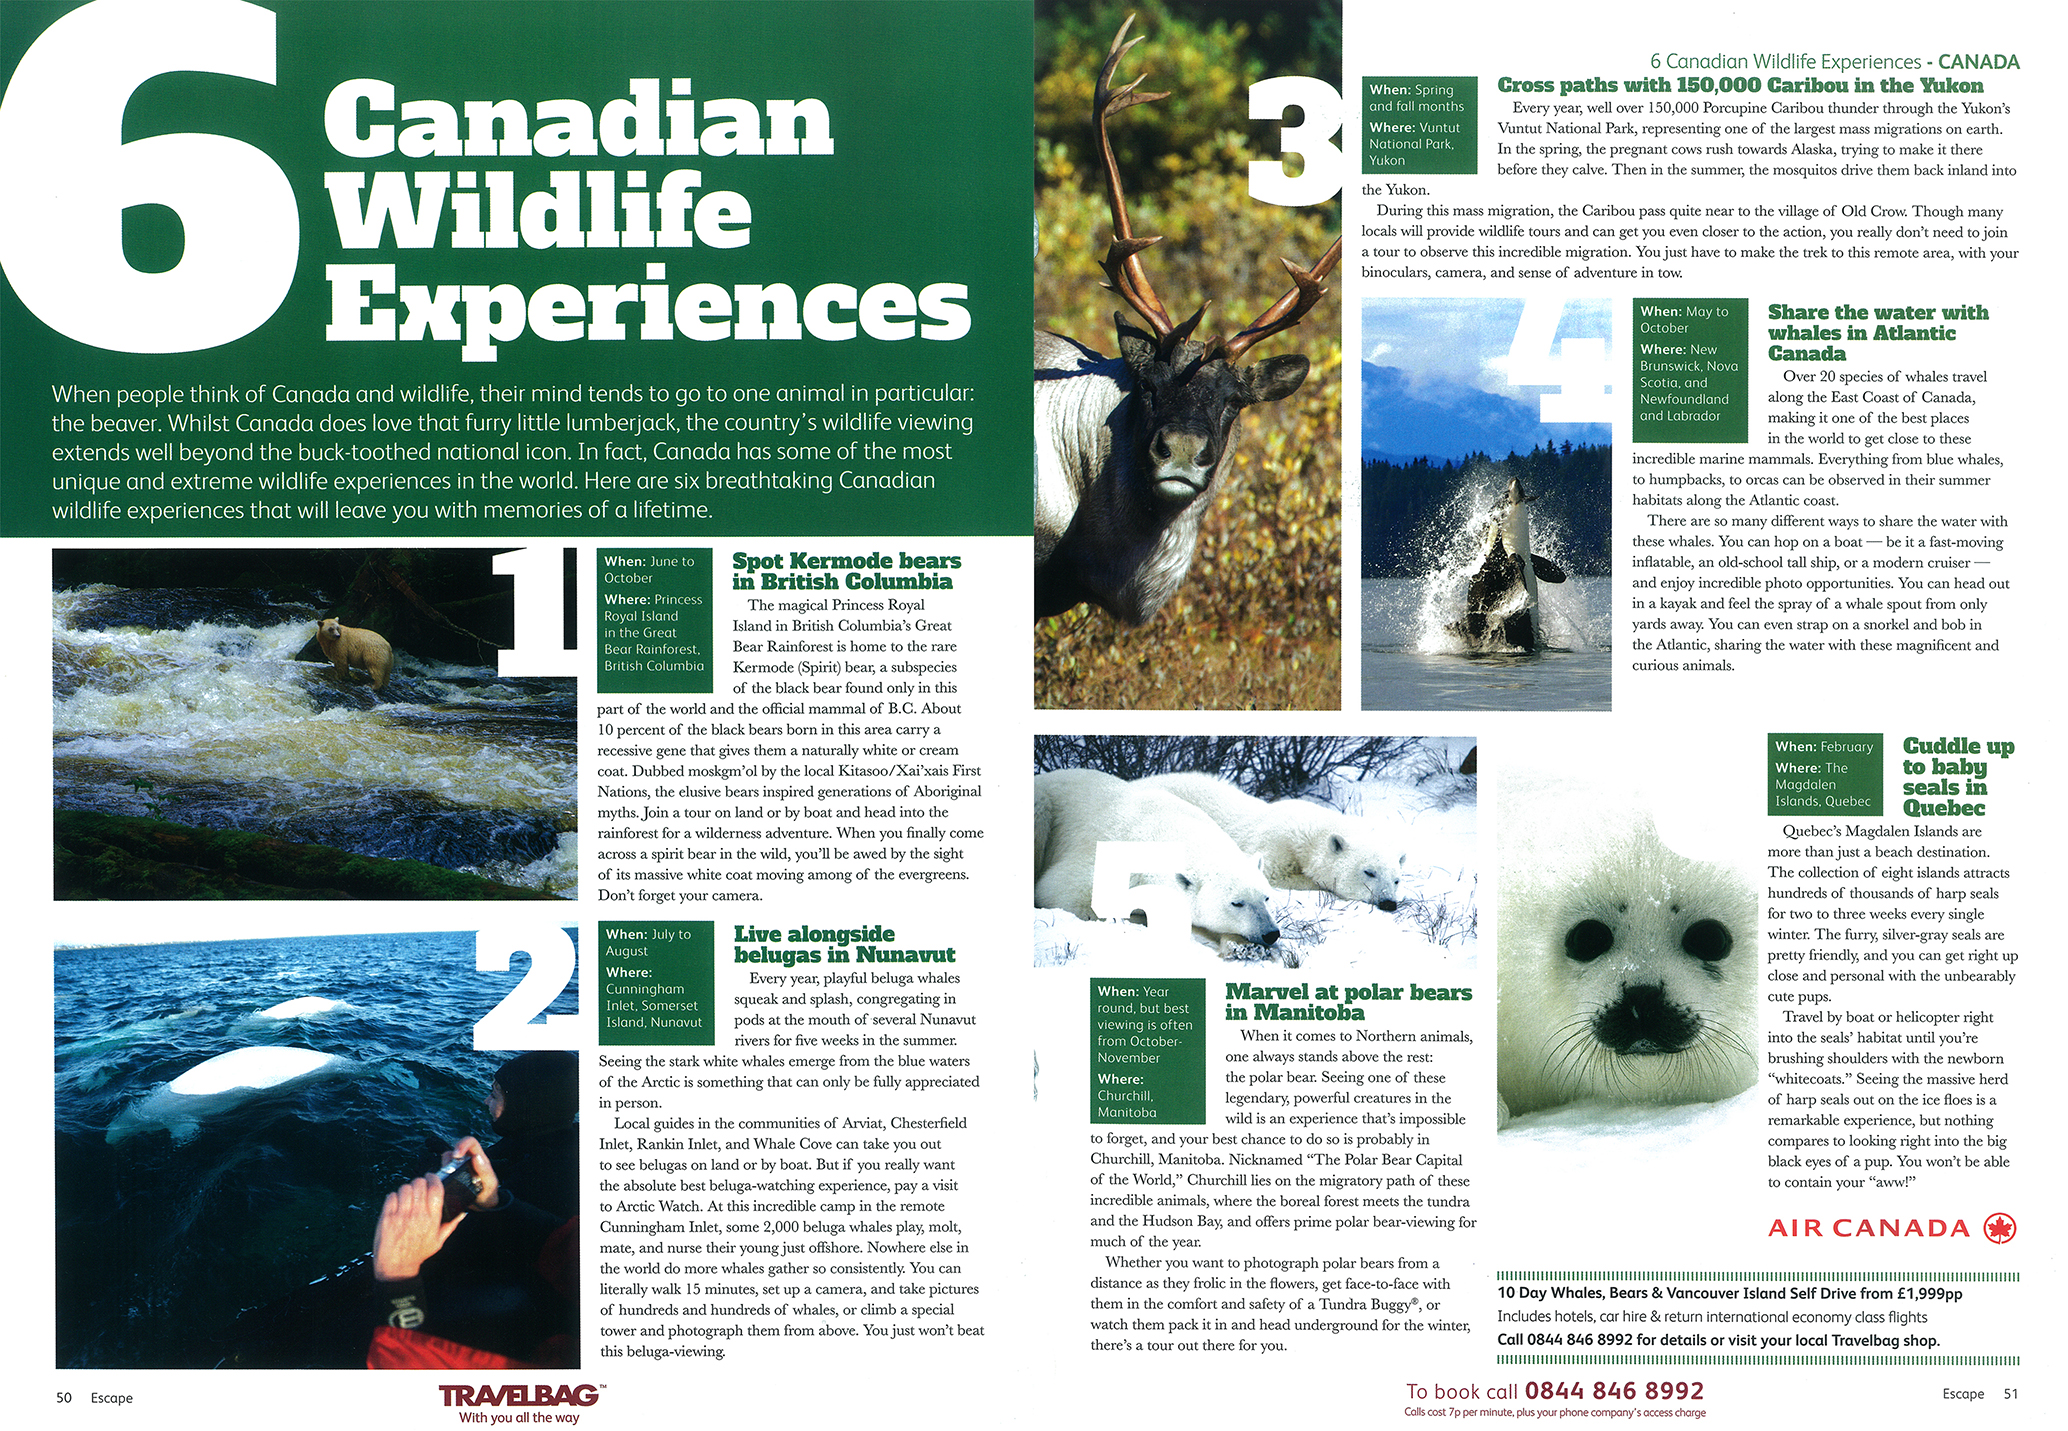 6
Canadian
Wildlife
Experiences
When people think of Canada and wildlife, their mind tends to go to one animal in particular:
the beaver. Whilst Canada does love that furry little lumberjack, the country's wildlife viewing
extends well beyond the buck-toothed national icon. In fact, Canada has some of the most
unique and extreme wildlife experiences in the world. Here are six breathtaking Canadian
wildlife experiences that will leave you with memories of a lifetime.
1
When: June to
October
Where: Princess
Royal Island
in the Great
Bear Rainforest,
British Columbia
Spot Kermode bears
in British Columbia
The magical Princess Royal
Island in British Columbia's Great
Bear Rainforest is home to the rare
Kermode (Spirit) bear, a subspecies
of the black bear found only in this
part of the world and the official mammal of B.C. About
10 percent of the black bears born in this area carry a
recessive gene that gives them a naturally white or cream
coat. Dubbed moskgm'ol by the local Kitasoo/Xai'xais First
Nations, the elusive bears inspired generations of Aboriginal
myths. Join a tour on land or by boat and head into the
rainforest for a wilderness adventure. When you finally come
across a spirit bear in the wild, you'll be awed by the sight
of its massive white coat moving among of the evergreens.
Don't forget your camera.
2
When: July to
August
Where:
Cunningham
Inlet, Somerset
Island, Nunavut
Live alongside
belugas in Nunavut
Every year, playful beluga whales
squeak and splash, congregating in
pods at the mouth of several Nunavut
rivers for five weeks in the summer.
Seeing the stark white whales emerge from the blue waters
of the Arctic is something that can only be fully appreciated
in person.
Local guides in the communities of Arviat, Chesterfield
Inlet, Rankin Inlet, and Whale Cove can take you out
to see belugas on land or by boat. But if you really want
the absolute best beluga-watching experience, pay a visit
to Arctic Watch. At this incredible camp in the remote
Cunningham Inlet, some 2,000 beluga whales play, molt,
mate, and nurse their young just offshore. Nowhere else in
the world do more whales gather so consistently. You can
literally walk 15 minutes, set up a camera, and take pictures
of hundreds and hundreds of whales, or climb a special
tower and photograph them from above. You just won't beat
this beluga-viewing.
50 Escape
TRAVELBAG™
With you all the way
6 Canadian Wildlife Experiences - CANADA
3
When: Spring
and fall months
Where: Vuntut
National Park,
Yukon
Cross paths with 150,000 Caribou in the Yukon
Every year, well over 150,000 Porcupine Caribou thunder through the Yukon's
Vuntut National Park, representing one of the largest mass migrations on earth.
In the spring, the pregnant cows rush towards Alaska, trying to make it there
before they calve. Then in the summer, the mosquitos drive them back inland into
the Yukon.
During this mass migration, the Caribou pass quite near to the village of Old Crow. Though many
locals will provide wildlife tours and can get you even closer to the action, you really don't need to join
a tour to observe this incredible migration. You just have to make the trek to this remote area, with your
binoculars, camera, and sense of adventure in tow.
4
When: May to
October
Where: New
Brunswick, Nova
Scotia, and
Newfoundland
and Labrador
Share the water with
whales in Atlantic
Canada
Over 20 species of whales travel
along the East Coast of Canada,
making it one of the best places
in the world to get close to these
incredible marine mammals. Everything from blue whales,
to humpbacks, to orcas can be observed in their summer
habitats along the Atlantic coast.
There are so many different ways to share the water with
these whales. You can hop on a boat — be it a fast-moving
inflatable, an old-school tall ship, or a modern cruiser —
and enjoy incredible photo opportunities. You can head out
in a kayak and feel the spray of a whale spout from only
yards away. You can even strap on a snorkel and bob in
the Atlantic, sharing the water with these magnificent and
curious animals.
5
When: Year
round, but best
viewing is often
from October-
November
Where:
Churchill,
Manitoba
Marvel at polar bears
in Manitoba
When it comes to Northern animals,
one always stands above the rest:
the polar bear. Seeing one of these
legendary, powerful creatures in the
wild is an experience that's impossible
to forget, and your best chance to do so is probably in
Churchill, Manitoba. Nicknamed "The Polar Bear Capital
of the World," Churchill lies on the migratory path of these
incredible animals, where the boreal forest meets the tundra
and the Hudson Bay, and offers prime polar bear-viewing for
much of the year.
Whether you want to photograph polar bears from a
distance as they frolic in the flowers, get face-to-face with
them in the comfort and safety of a Tundra Buggy®, or
watch them pack it in and head underground for the winter,
there's a tour out there for you.
When: February
Where: The
Magdalen
Islands, Quebec
Cuddle up
to baby
seals in
Quebec
Quebec's Magdalen Islands are
more than just a beach destination.
The collection of eight islands attracts
hundreds of thousands of harp seals
for two to three weeks every single
winter. The furry, silver-gray seals are
pretty friendly, and you can get right up
close and personal with the unbearably
cute pups.
Travel by boat or helicopter right
into the seals' habitat until you're
brushing shoulders with the newborn
"whitecoats." Seeing the massive herd
of harp seals out on the ice floes is a
remarkable experience, but nothing
compares to looking right into the big
black eyes of a pup. You won't be able
to contain your "aww!"
AIR CANADA
10 Day Whales, Bears & Vancouver Island Self Drive from £1,999pp
Includes hotels, car hire & return international economy class flights
Call 0844 846 8992 for details or visit your local Travelbag shop.
To book call 0844 846 8992
Calls cost 7p per minute, plus your phone company's access charge
Escape 51